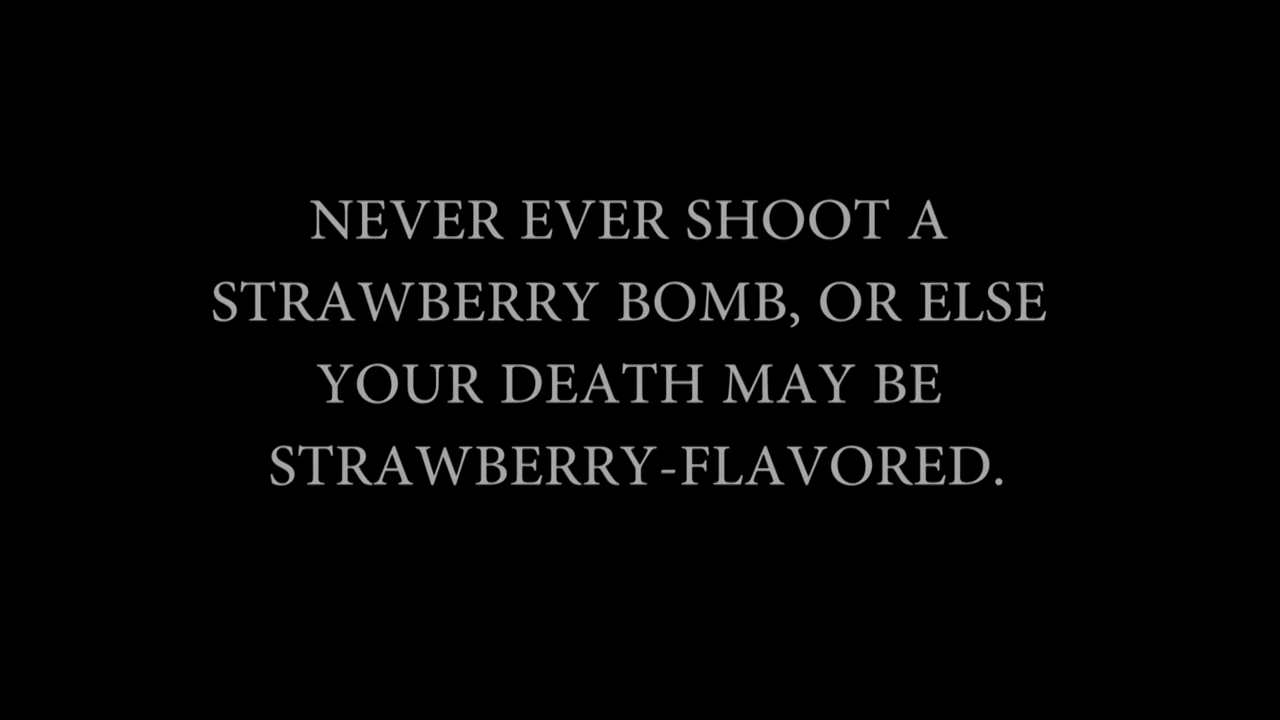 NEVER EVER SHOOT A
STRAWBERRY BOMB, OR ELSE
YOUR DEATH MAY BE
STRAWBERRY-FLAVORED.